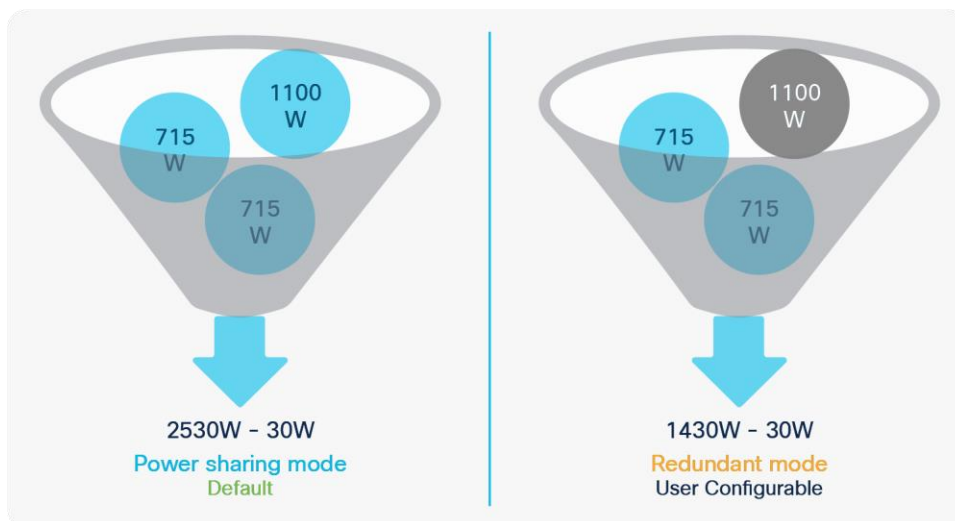 1100
W
715
W
715
W
2530W - 30W
Power sharing mode
Default
1100
W
715
W
715
W
1430W - 30W
Redundant mode
User Configurable